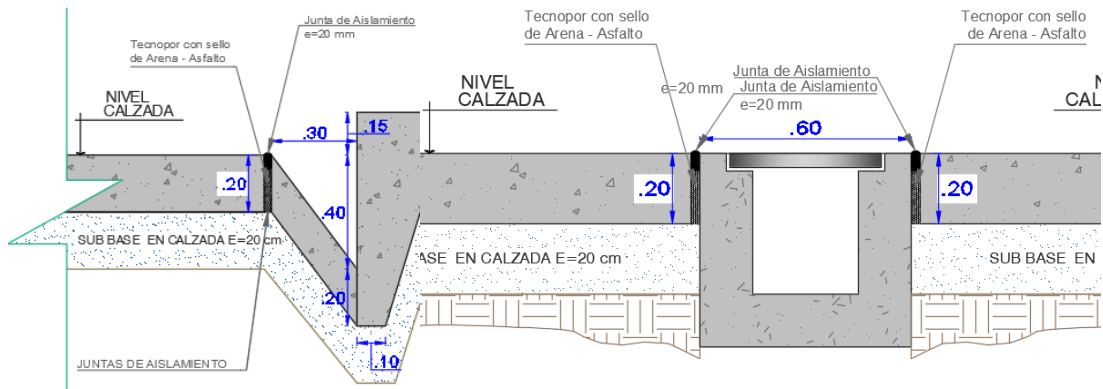 Junta de Aislamiento
e=20 mm
Tecnopor con sello
de Arena - Asfalto
NIVEL
CALZADA
.30
.15
.20
.40
.20
.10
SUB BASE EN CALZADA E=20 cm
JUNTAS DE AISLAMIENTO
Tecnopor con sello
de Arena - Asfalto
NIVEL
CALZADA
Junta de Aislamiento
Junta de Aislamiento
e=20 mm
e=20 mm
.60
.20
.20
ASE EN CALZADA E=20 cm
Tecnopor con sello
de Arena - Asfalto
N
CAL
SUB BASE EN